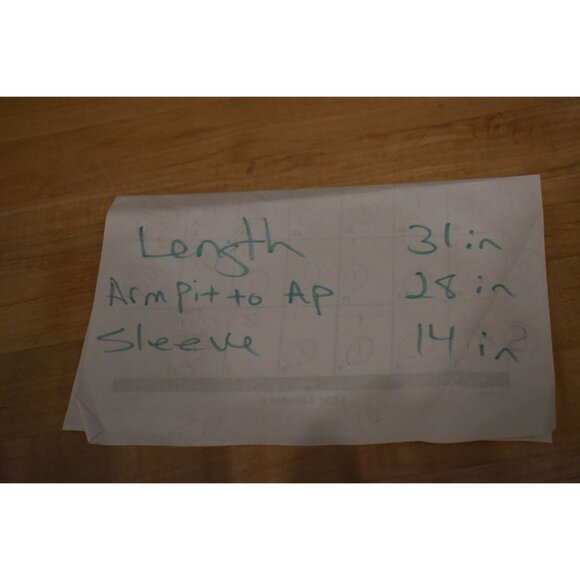 Length 31 in
Armpit to AP 28 in
Sleeve 14 in